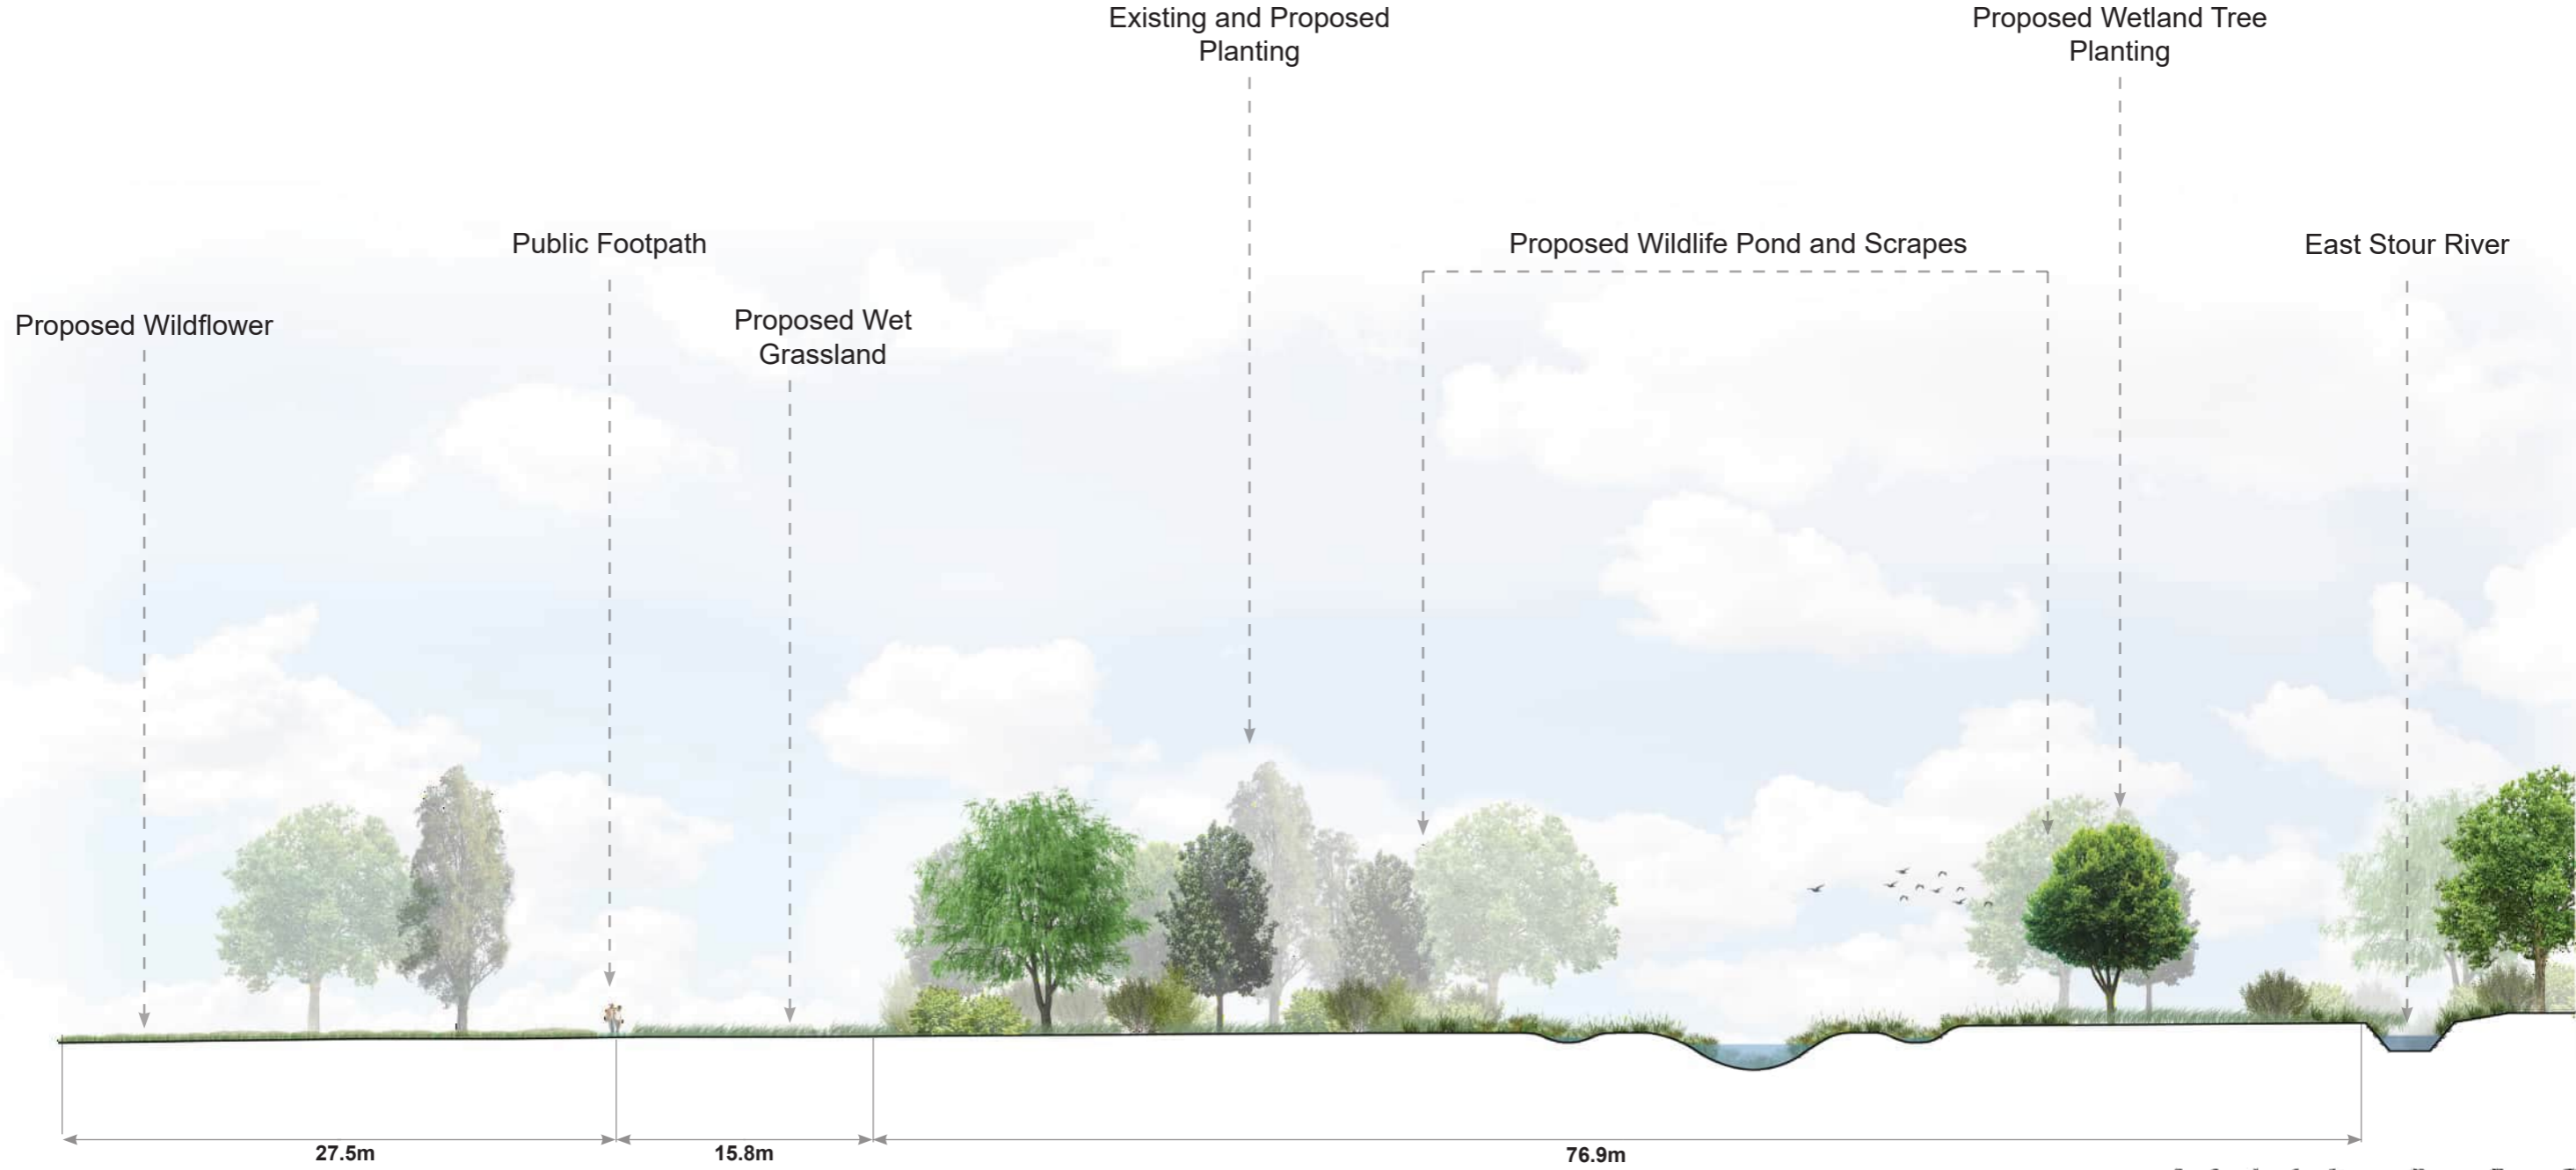 Existing and Proposed
Planting
Proposed Wetland Tree
Planting
Public Footpath
Proposed Wildlife Pond and Scrapes
East Stour River
Proposed Wildflower
Proposed Wet
Grassland
27.5m
15.8m
76.9m